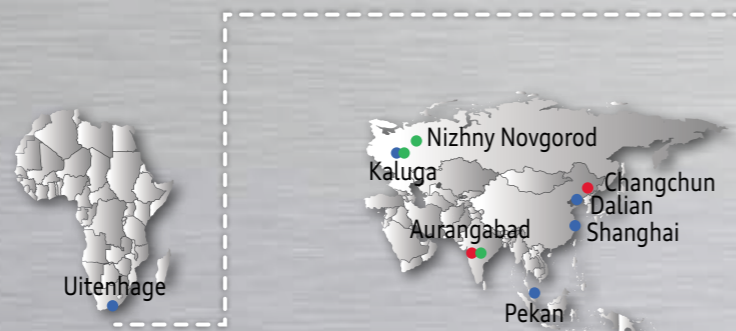 Nizhny Novgorod
Kaluga
Changchun
Dalian
Aurangabad
Shanghai
Uitenhage
Pekan